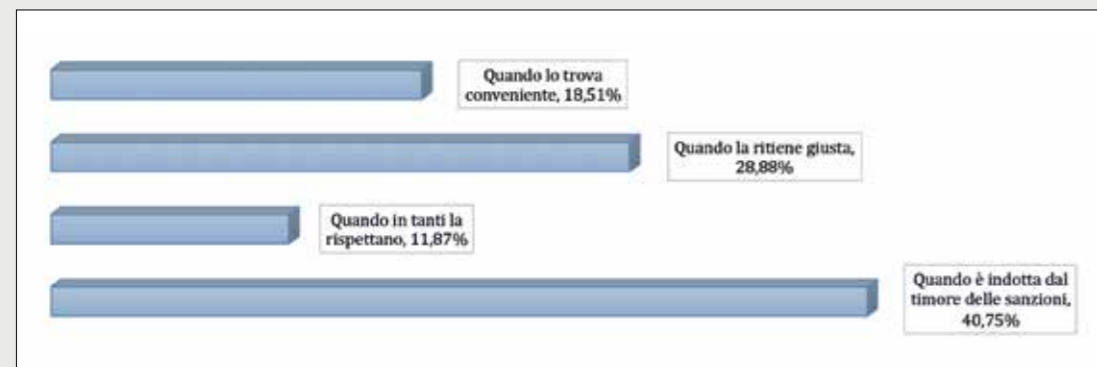 Quando lo trova
conveniente, 18,51%
Quando la ritiene giusta,
28,88%
Quando in tanti la
rispettano, 11,87%
Quando è indotta dal
timore delle sanzioni,
40,75%